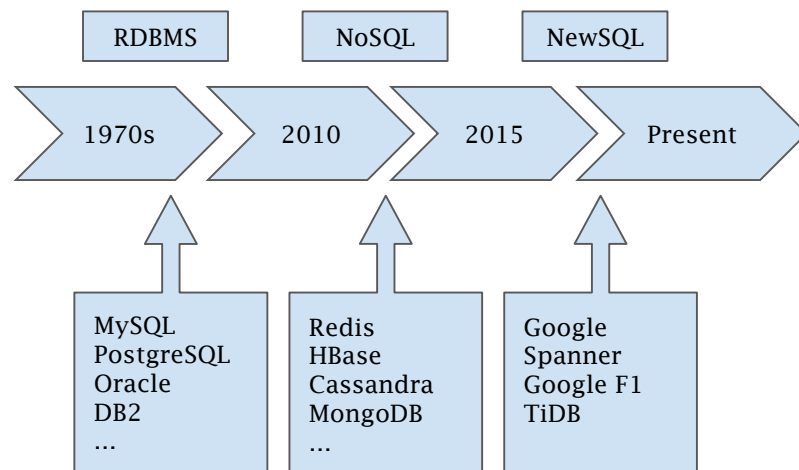 RDBMS
NoSQL
NewSQL
1970s
2010
2015
Present
MySQL
PostgreSQL
Oracle
DB2
...
Redis
HBase
Cassandra
MongoDB
...
Google
Spanner
Google F1
TiDB